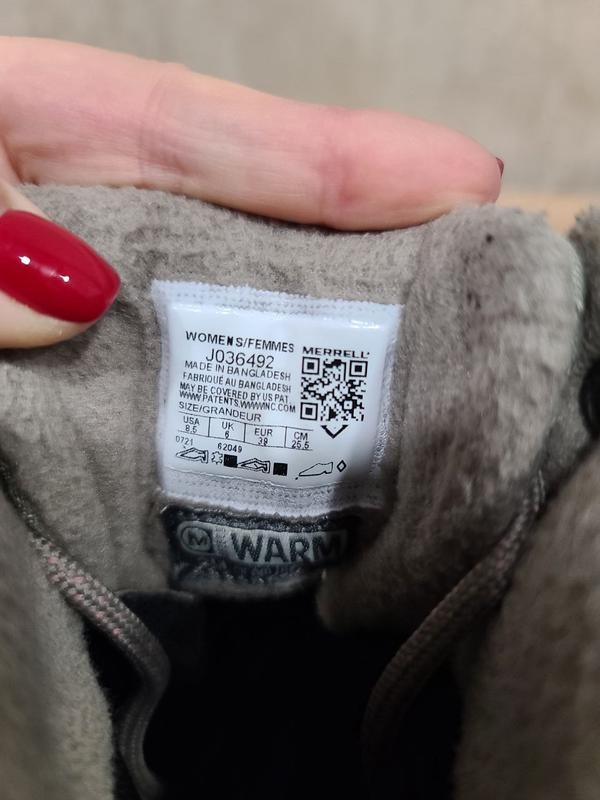 WOMENS/FEMMES
MERRELL
J036492
MADE IN BANGLADESH
FABRIQUÉ AU BANGLADESH
MAY BE COVERED BY US PAT.
WWW.PATENTS.WWWINC.COM
SIZE/GRANDEUR
USA UK EUR CM
8.5 6 39 25.5
0721 62049
M WARM